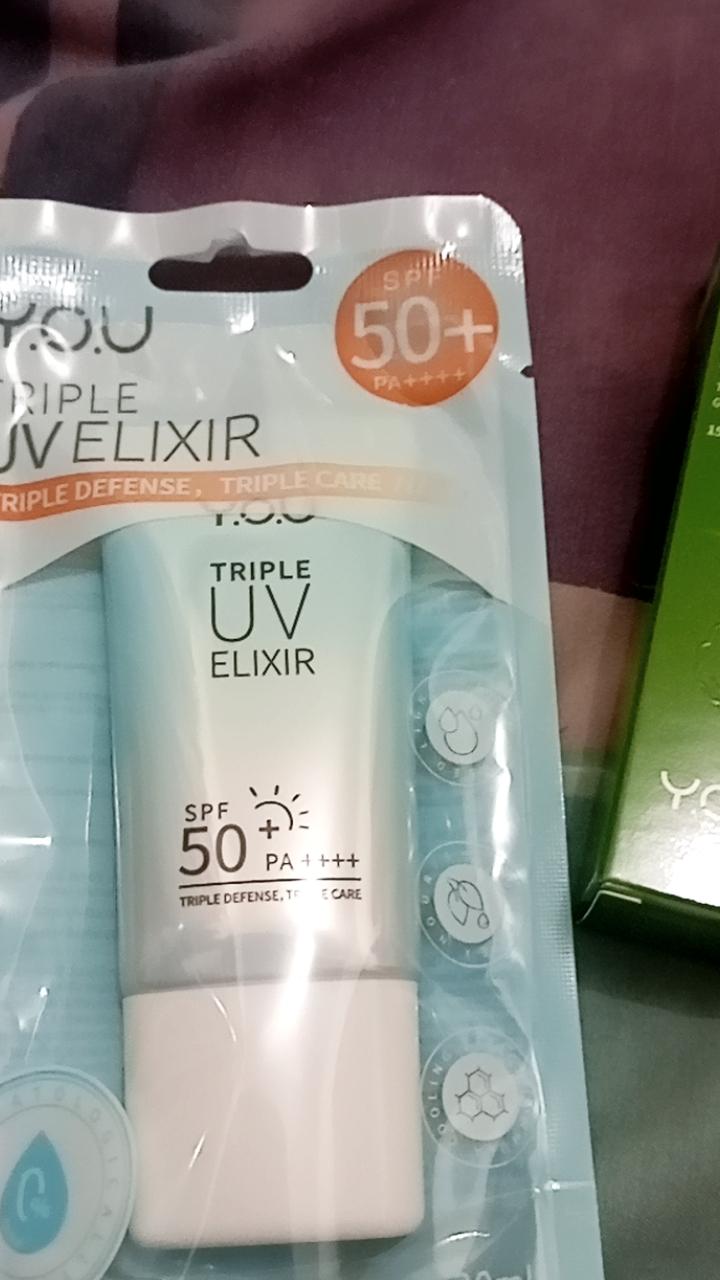 Y.O.U
SPF
50+
PA++++
TRIPLE
UV ELIXIR
TRIPLE DEFENSE, TRIPLE CARE
Y.O.U
TRIPLE
UV
ELIXIR
SPF
50+ PA++++
TRIPLE DEFENSE, TRIPLE CARE